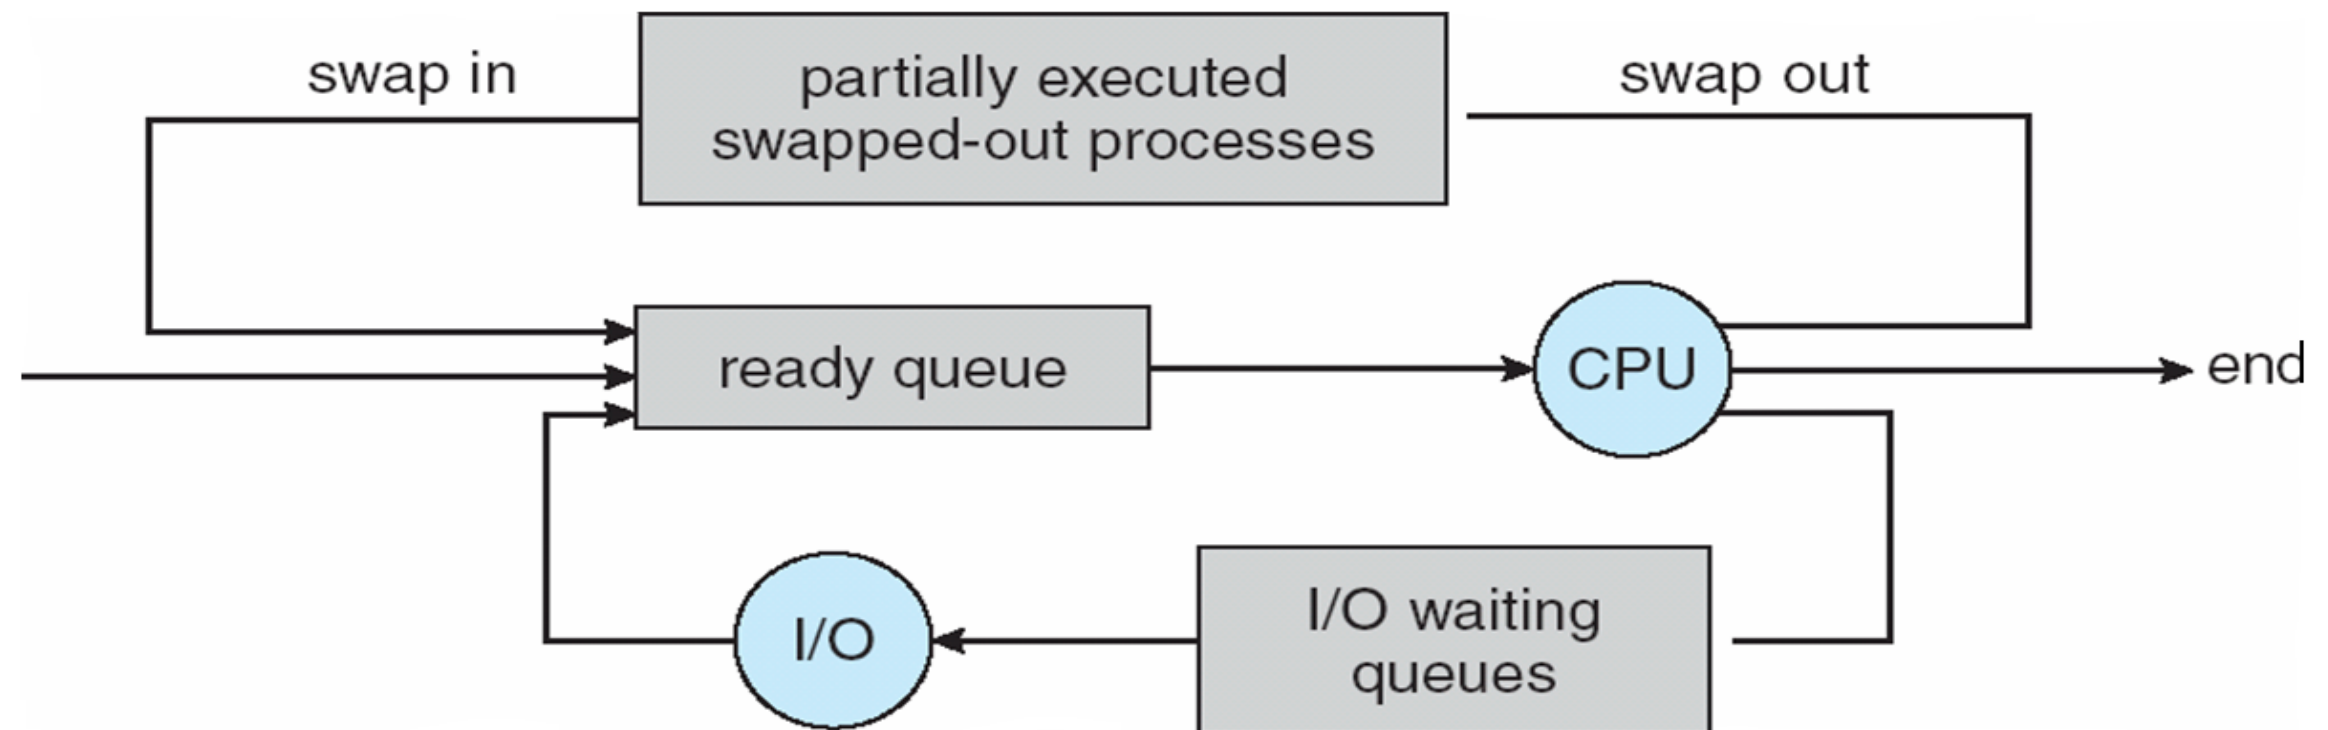 swap in
partially executed
swapped-out processes
swap out
ready queue
CPU
end
I/O
I/O waiting
queues